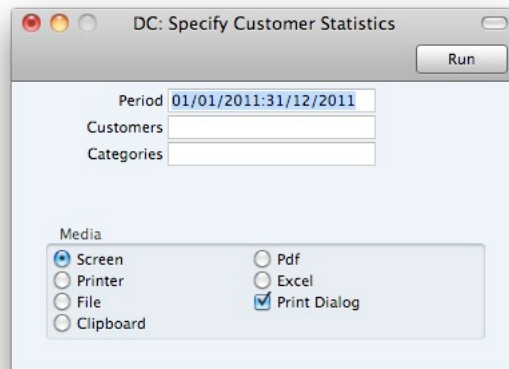 DC: Specify Customer Statistics
Run
Period 01/01/2011:31/12/2011
Customers
Categories
Media
Screen
Pdf
Printer
Excel
File
Print Dialog
Clipboard